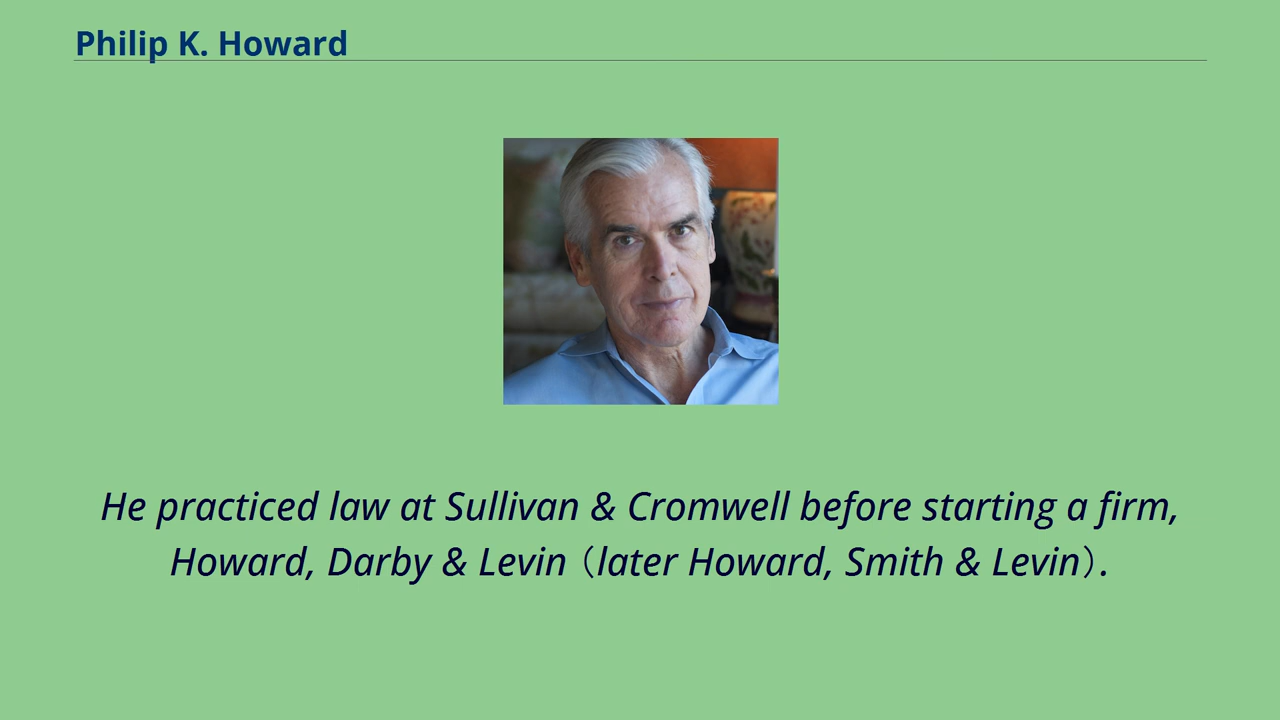 Philip K. Howard
He practiced law at Sullivan & Cromwell before starting a firm,
Howard, Darby & Levin（later Howard, Smith & Levin）.